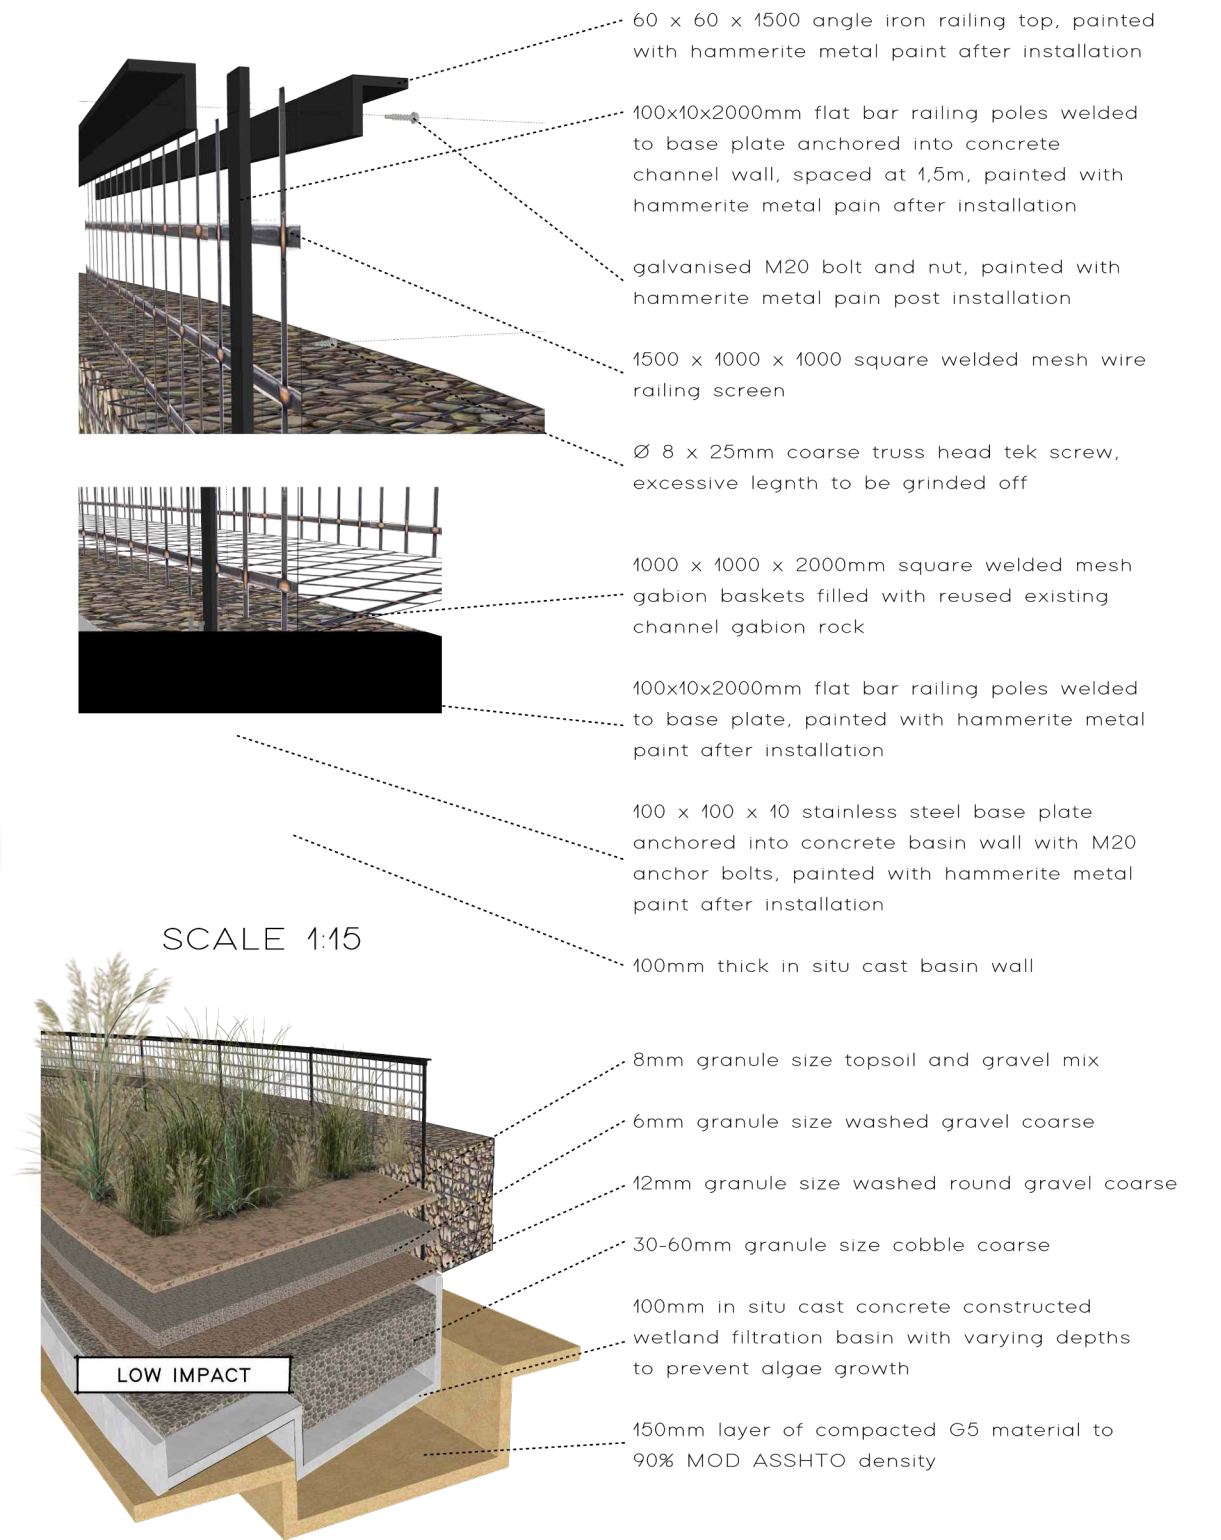 60 x 60 x 1500 angle iron railing top, painted
with hammerite metal paint after installation
100x10x2000mm flat bar railing poles welded
to base plate anchored into concrete
channel wall, spaced at 1,5m, painted with
hammerite metal pain after installation
galvanised M20 bolt and nut, painted with
hammerite metal pain post installation
1500 x 1000 x 1000 square welded mesh wire
railing screen
Ø 8 x 25mm coarse truss head tek screw,
excessive legnth to be grinded off
1000 x 1000 x 2000mm square welded mesh
gabion baskets filled with reused existing
channel gabion rock
100x10x2000mm flat bar railing poles welded
to base plate, painted with hammerite metal
paint after installation
100 x 100 x 10 stainless steel base plate
anchored into concrete basin wall with M20
anchor bolts, painted with hammerite metal
paint after installation
SCALE 1:15
100mm thick in situ cast basin wall
8mm granule size topsoil and gravel mix
6mm granule size washed gravel coarse
12mm granule size washed round gravel coarse
30-60mm granule size cobble coarse
100mm in situ cast concrete constructed
wetland filtration basin with varying depths
to prevent algae growth
LOW IMPACT
150mm layer of compacted G5 material to
90% MOD ASSHTO density